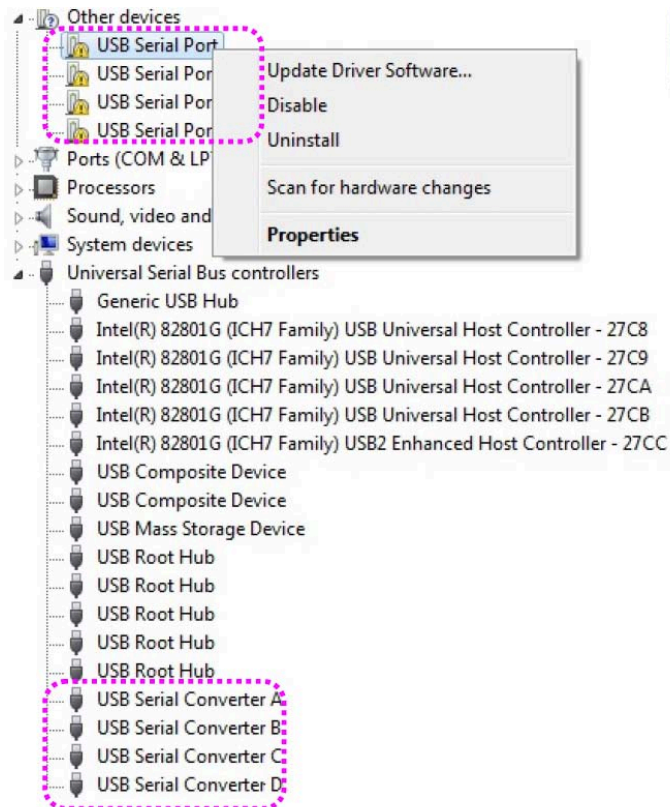 Other devices
USB Serial Port
USB Serial Por
USB Serial Por
USB Serial Por
Update Driver Software...
Disable
Uninstall
Scan for hardware changes
Properties
Ports (COM & LP
Processors
Sound, video and
System devices
Universal Serial Bus controllers
Generic USB Hub
Intel(R) 82801G (ICH7 Family) USB Universal Host Controller - 27C8
Intel(R) 82801G (ICH7 Family) USB Universal Host Controller - 27C9
Intel(R) 82801G (ICH7 Family) USB Universal Host Controller - 27CA
Intel(R) 82801G (ICH7 Family) USB Universal Host Controller - 27CB
Intel(R) 82801G (ICH7 Family) USB2 Enhanced Host Controller - 27CC
USB Composite Device
USB Composite Device
USB Mass Storage Device
USB Root Hub
USB Root Hub
USB Root Hub
USB Root Hub
USB Root Hub
USB Serial Converter A
USB Serial Converter B
USB Serial Converter C
USB Serial Converter D